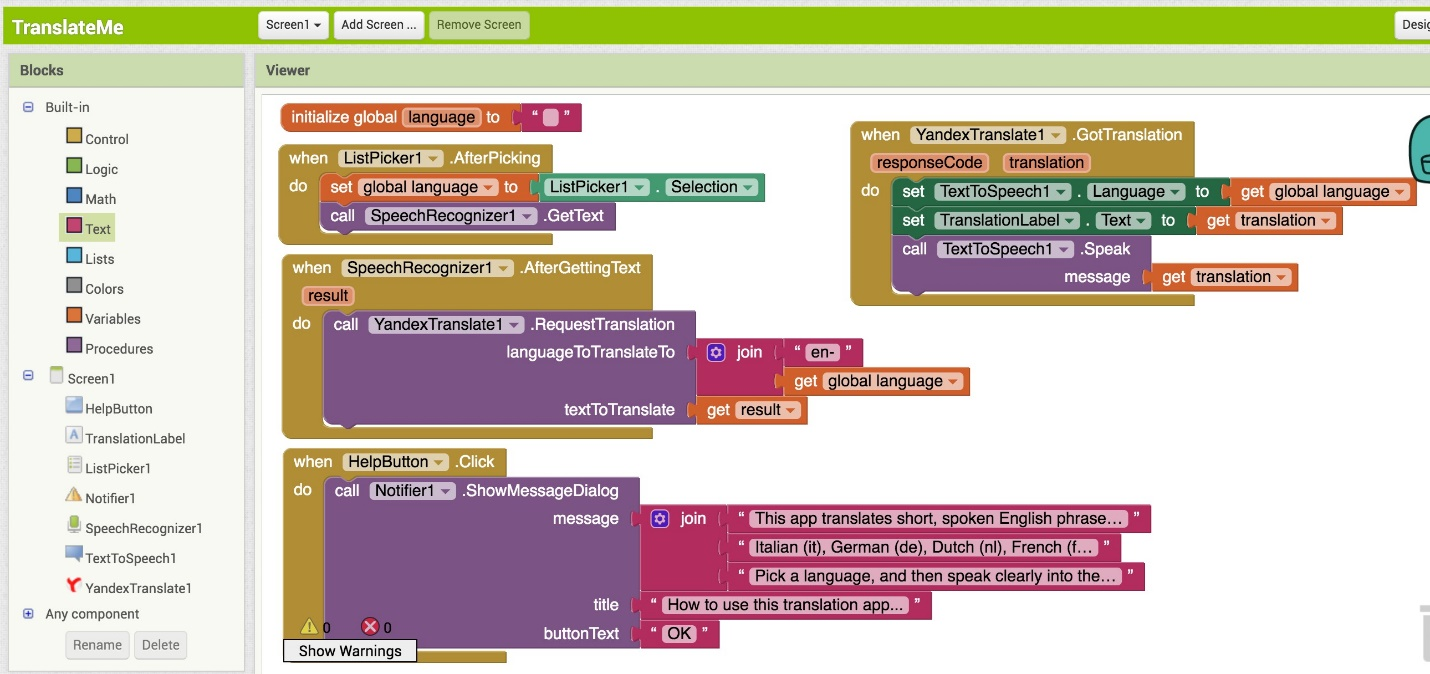 TranslateMe Screen1 Add Screen ... Remove Screen
Blocks
Built-in
Control
Logic
Math
Text
Lists
Colors
Variables
Procedures
Screen1
HelpButton
TranslationLabel
ListPicker1
Notifier1
SpeechRecognizer1
TextToSpeech1
YandexTranslate1
Any component
Rename Delete
Viewer
initialize global language to " "
when ListPicker1 .AfterPicking
do set global language to ListPicker1 . Selection
call SpeechRecognizer1 .GetText
when SpeechRecognizer1 .AfterGettingText
result
do call YandexTranslate1 .RequestTranslation
languageToTranslateTo join " en- "
get global language
textToTranslate get result
when HelpButton .Click
do call Notifier1 .ShowMessageDialog
message join " This app translates short, spoken English phrase... "
" Italian (it), German (de), Dutch (nl), French (f... "
" Pick a language, and then speak clearly into the... "
title " How to use this translation app... "
buttonText " OK "
0 0
Show Warnings
when YandexTranslate1 .GotTranslation
responseCode translation
do set TextToSpeech1 . Language to get global language
set TranslationLabel . Text to get translation
call TextToSpeech1 .Speak
message get translation